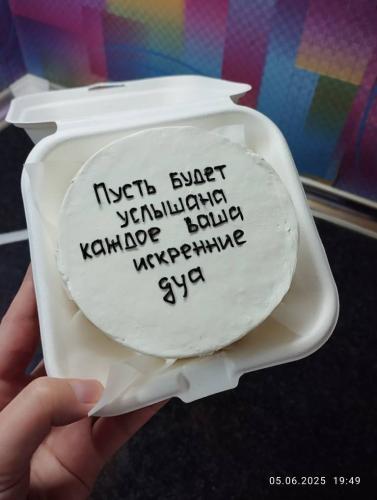 Пусть будет
услышана
каждое ваша
искренние
дуа
05.06.2025 19:49